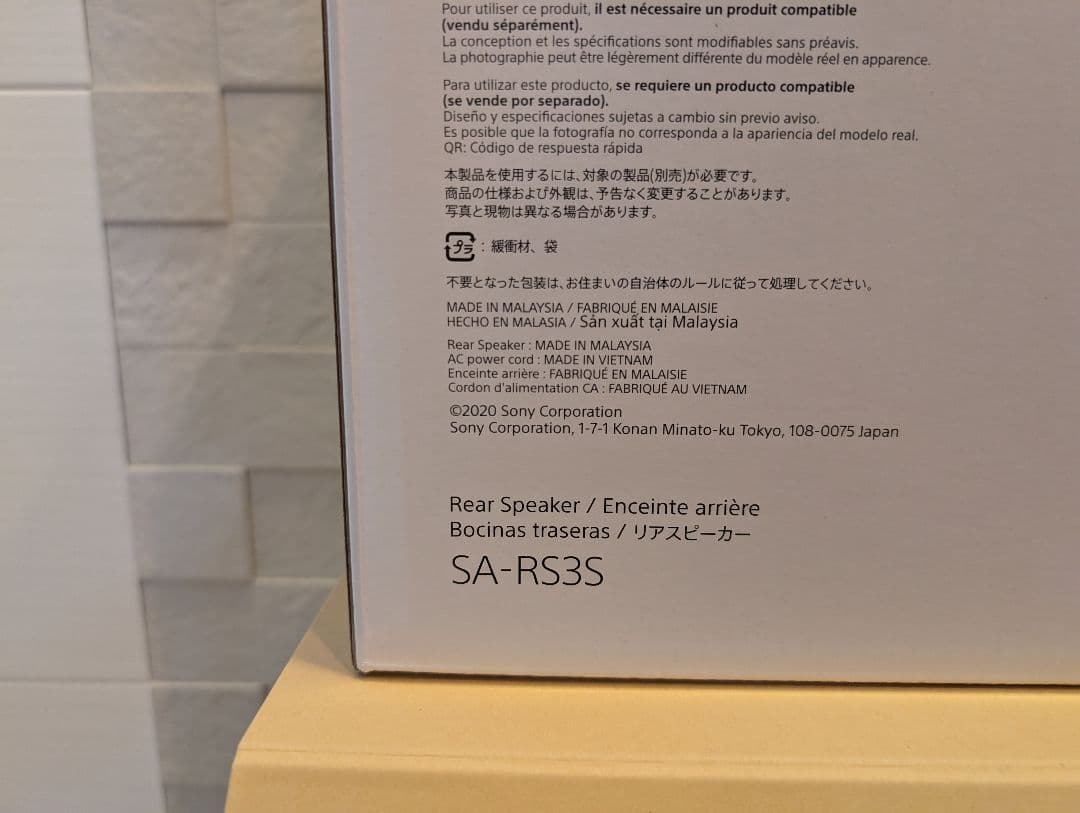 Pour utiliser ce produit, il est nécessaire un produit compatible
(vendu séparément).
La conception et les spécifications sont modifiables sans préavis.
La photographie peut être légèrement différente du modèle réel en apparence.
Para utilizar este producto, se requiere un producto compatible
(se vende por separado).
Diseño y especificaciones sujetas a cambio sin previo aviso.
Es posible que la fotografía no corresponda a la apariencia del modelo real.
QR: Código de respuesta rápida
本製品を使用するには、対象の製品(別売)が必要です。
商品の仕様および外観は、予告なく変更することがあります。
写真と現物は異なる場合があります。
プラ : 緩衝材、袋
不要となった包装は、お住まいの自治体のルールに従って処理してください。
MADE IN MALAYSIA / FABRIQUÉ EN MALAISIE
HECHO EN MALASIA / Sản xuất tại Malaysia
Rear Speaker : MADE IN MALAYSIA
AC power cord : MADE IN VIETNAM
Enceinte arrière : FABRIQUÉ EN MALAISIE
Cordon d'alimentation CA : FABRIQUÉ AU VIETNAM
©2020 Sony Corporation
Sony Corporation, 1-7-1 Konan Minato-ku Tokyo, 108-0075 Japan
Rear Speaker / Enceinte arrière
Bocinas traseras / リアスピーカー
SA-RS3S